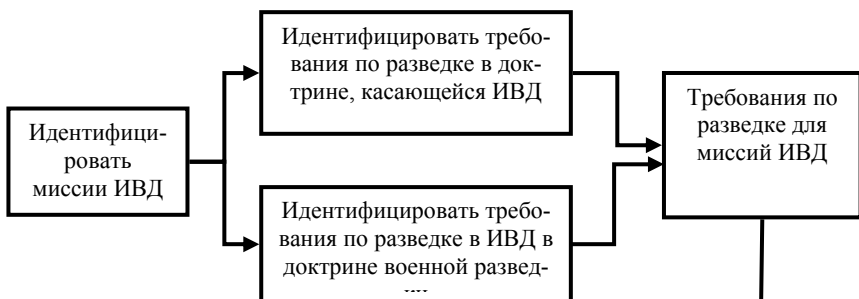 Идентифици-
ровать
миссии ИВД
Идентифицировать требо-
вания по разведке в док-
трине, касающейся ИВД
Идентифицировать требо-
вания по разведке в ИВД в
доктрине военной развед-
Требования по
разведке для
миссий ИВД